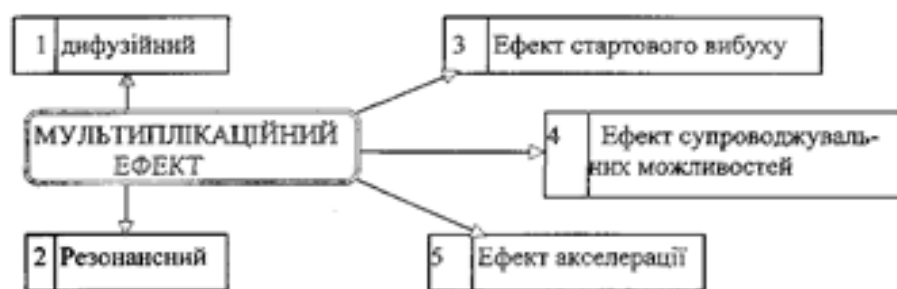 1 дифузійний
3 Ефект стартового вибуху
МУЛЬТИПЛІКАЦІЙНИЙ
ЕФЕКТ
4 Ефект супроводжуваль-
них можливостей
2 Резонансний
5 Ефект акселерації